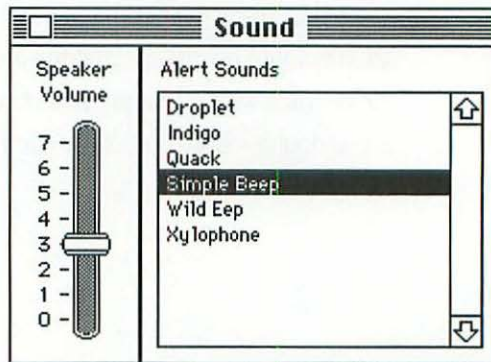 Sound
Speaker
Volume
7
6
5
4
3
2
1
0
Alert Sounds
Droplet
Indigo
Quack
Simple Beep
Wild Eep
Xylophone